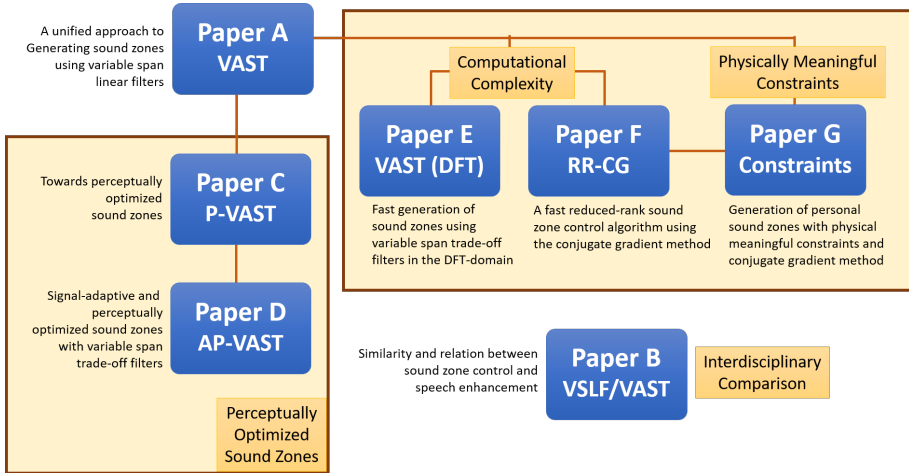 A unified approach to
Generating sound zones
using variable span
linear filters
Paper A
VAST
Computational
Complexity
Physically Meaningful
Constraints
Paper E
VAST (DFT)
Paper F
RR-CG
Paper G
Constraints
Fast generation of
sound zones using
variable span trade-off
filters in the DFT-domain
A fast reduced-rank sound
zone control algorithm using
the conjugate gradient method
Generation of personal
sound zones with physical
meaningful constraints and
conjugate gradient method
Towards perceptually
optimized
sound zones
Paper C
P-VAST
Signal-adaptive and
perceptually
optimized sound zones
with variable span
trade-off filters
Paper D
AP-VAST
Perceptually
Optimized
Sound Zones
Similarity and relation between
sound zone control and
speech enhancement
Paper B
VSLF/VAST
Interdisciplinary
Comparison